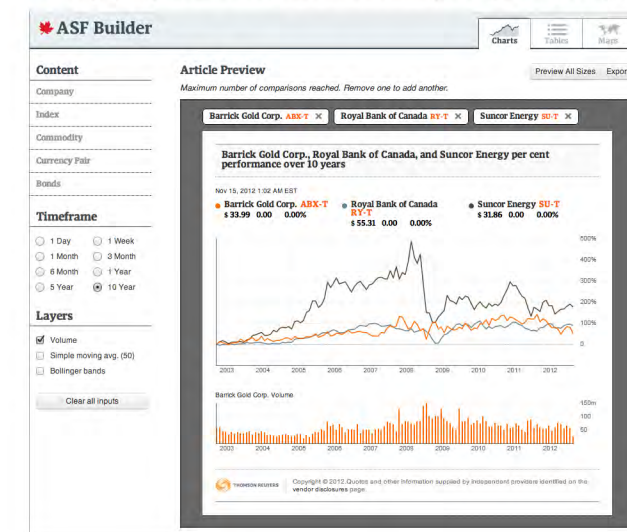 ASF Builder
Charts
Tables
Maps
Content
Company
Index
Commodity
Currency Pair
Bonds
Timeframe
1 Day 1 Week
1 Month 3 Month
6 Month 1 Year
5 Year 10 Year
Layers
Volume
Simple moving avg. (50)
Bollinger bands
Clear all inputs
Article Preview
Preview All Sizes Expor
Maximum number of comparisons reached. Remove one to add another.
Barrick Gold Corp. ABX-T ✕ Royal Bank of Canada RY-T ✕ Suncor Energy SU-T ✕
Barrick Gold Corp., Royal Bank of Canada, and Suncor Energy per cent
performance over 10 years
Nov 15, 2012 1:02 AM EST
Barrick Gold Corp. ABX-T
$ 33.99 0.00 0.00%
Royal Bank of Canada
RY-T
$ 55.31 0.00 0.00%
Suncor Energy SU-T
$ 31.86 0.00 0.00%
500%
400%
300%
200%
100%
0.
2003 2004 2005 2006 2007 2008 2009 2010 2011 2012
Barrick Gold Corp. Volume
150m
100
50
2003 2004 2005 2006 2007 2008 2009 2010 2011 2012
THOMSON REUTERS
Copyright © 2012. Quotes and other information supplied by independent providers identified on the
vendor disclosures page.